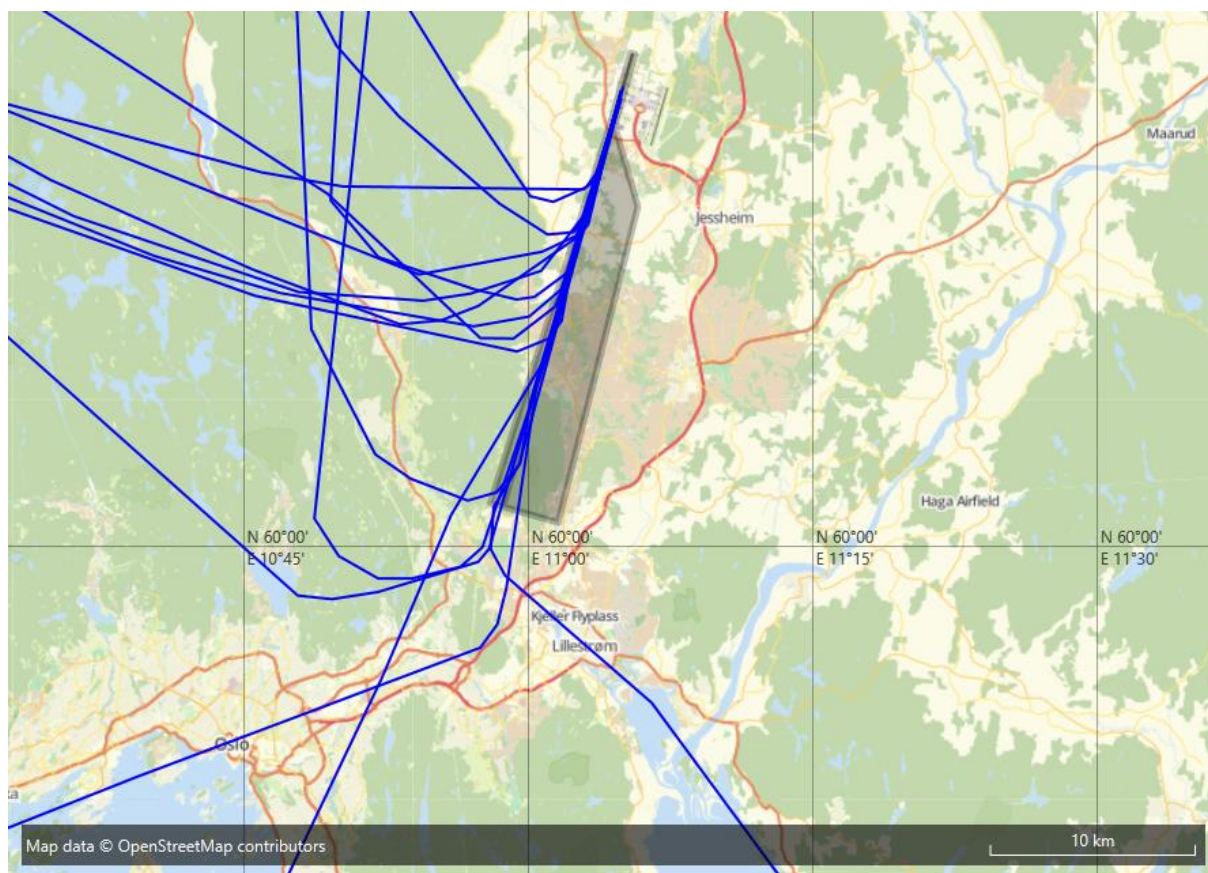 Maarud
Jessheim
Haga Airfield
N 60°00'
E 10°45'
N 60°00'
E 11°00'
N 60°00'
E 11°15'
N 60°00'
E 11°30'
Kjeller Flyplass
Lillestrøm
Oslo
ka
Map data © OpenStreetMap contributors
10 km